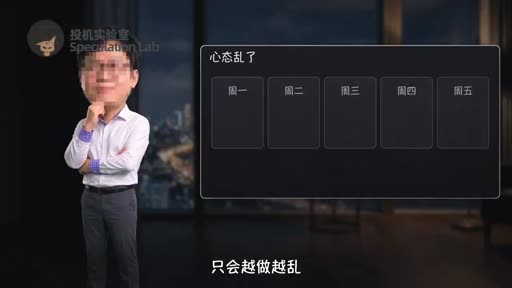 投机实验室
Speculation Lab
心态乱了
周一
周二
周三
周四
周五
只会越做越乱